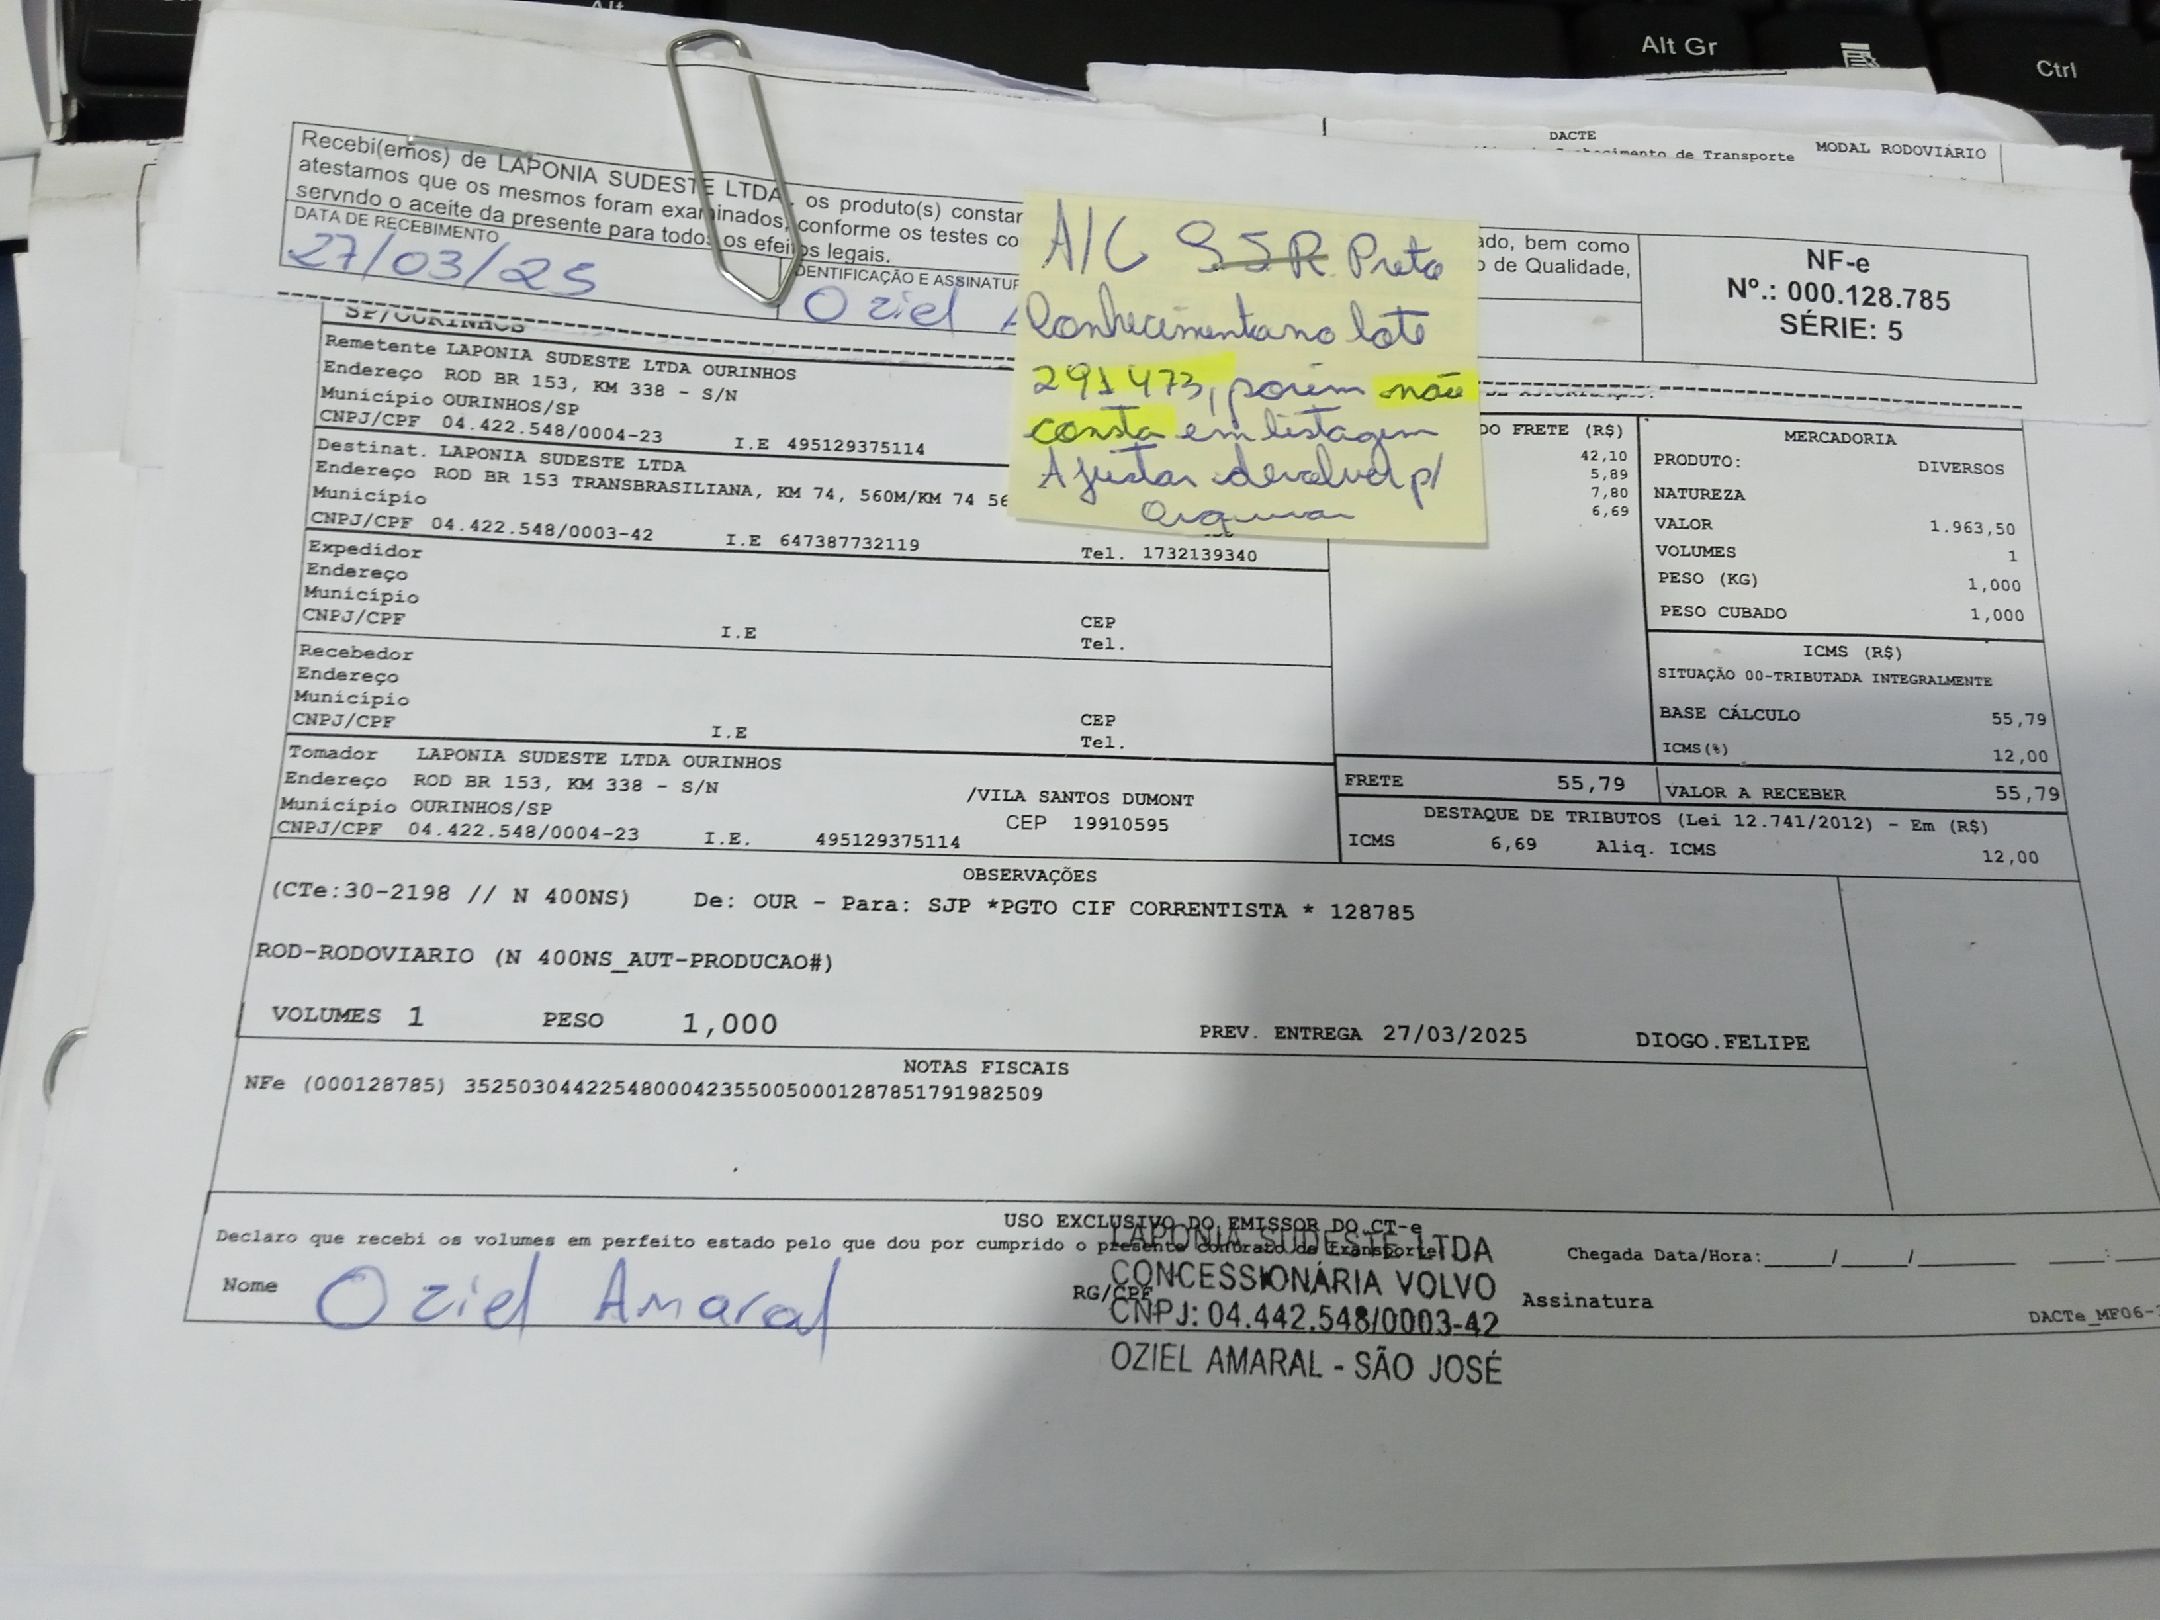 Alt
Alt Gr
Ctrl
DACTE
de Transporte
MODAL RODOVIÁRIO
Recebi(emos) de LAPONIA SUDESTE LTDA, os produto(s) constar
atestamos que os mesmos foram examinados, conforme os testes co
ado, bem como
servndo o aceite da presente para todos os efeitos legais.
o de Qualidade,
DATA DE RECEBIMENTO
27/03/25
IDENTIFICAÇÃO E ASSINATUR
Oziel A
NF-e
Nº.: 000.128.785
SÉRIE: 5
A/C SSR Preto
Conhecimento no lote
291473, porém não
consta em listagem
Ajustar devolver p/
arquivar
SP/OURINHOS
Remetente LAPONIA SUDESTE LTDA OURINHOS
Endereço ROD BR 153, KM 338 - S/N
Município OURINHOS/SP
CNPJ/CPF 04.422.548/0004-23 I.E 495129375114
Destinat. LAPONIA SUDESTE LTDA
Endereço ROD BR 153 TRANSBRASILIANA, KM 74, 560M/KM 74 56
Município
CNPJ/CPF 04.422.548/0003-42 I.E 647387732119 Tel. 1732139340
Expedidor
Endereço
Município
CNPJ/CPF I.E CEP
Tel.
Recebedor
Endereço
Município
CNPJ/CPF I.E CEP
Tel.
Tomador LAPONIA SUDESTE LTDA OURINHOS
Endereço ROD BR 153, KM 338 - S/N /VILA SANTOS DUMONT
Município OURINHOS/SP CEP 19910595
CNPJ/CPF 04.422.548/0004-23 I.E. 495129375114
DO FRETE (R$)
42,10
5,89
7,80
6,69
MERCADORIA
PRODUTO: DIVERSOS
NATUREZA
VALOR 1.963,50
VOLUMES 1
PESO (KG) 1,000
PESO CUBADO 1,000
ICMS (R$)
SITUAÇÃO 00-TRIBUTADA INTEGRALMENTE
BASE CÁLCULO 55,79
ICMS(%) 12,00
FRETE 55,79 VALOR A RECEBER 55,79
DESTAQUE DE TRIBUTOS (Lei 12.741/2012) - Em (R$)
ICMS 6,69 Aliq. ICMS 12,00
OBSERVAÇÕES
(CTe:30-2198 // N 400NS) De: OUR - Para: SJP *PGTO CIF CORRENTISTA * 128785
ROD-RODOVIARIO (N 400NS_AUT-PRODUCAO#)
VOLUMES 1 PESO 1,000 PREV. ENTREGA 27/03/2025 DIOGO.FELIPE
NOTAS FISCAIS
NFe (000128785) 35250304422548000423550050001287851791982509
USO EXCLUSIVO DO EMISSOR DO CT-e
Declaro que recebi os volumes em perfeito estado pelo que dou por cumprido o presente contrato de Transporte
Chegada Data/Hora:_____/______/________ ____:
Nome Oziel Amaral RG/CPF Assinatura
LAPONIA SUDESTE LTDA
CONCESSIONÁRIA VOLVO
CNPJ: 04.442.548/0003-42
OZIEL AMARAL - SÃO JOSÉ
DACTe_MF06-